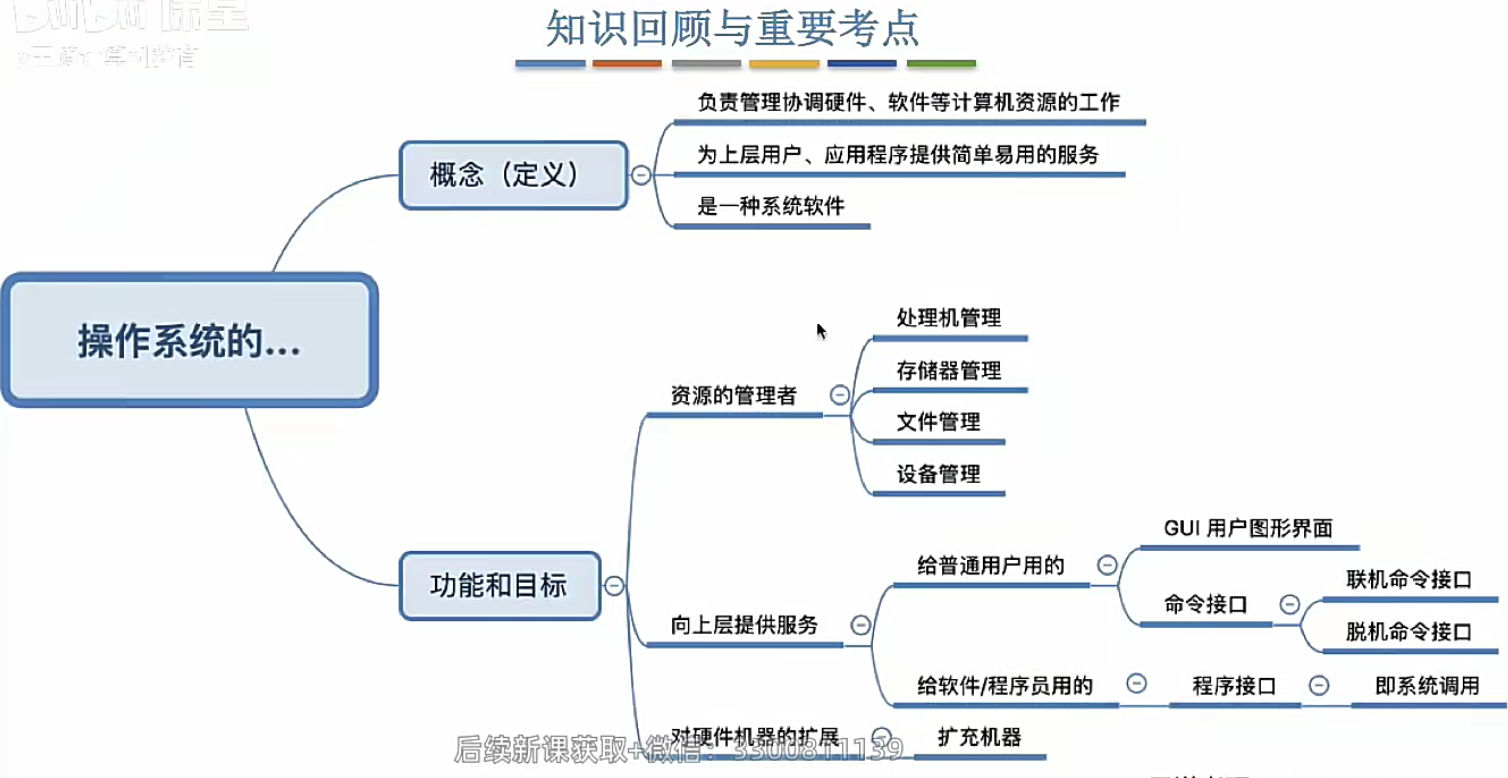 知识回顾与重要考点
负责管理协调硬件、软件等计算机资源的工作
概念（定义）
为上层用户、应用程序提供简单易用的服务
是一种系统软件
操作系统的...
处理机管理
存储器管理
资源的管理者
文件管理
设备管理
功能和目标
GUI 用户图形界面
给普通用户用的
联机命令接口
命令接口
脱机命令接口
向上层提供服务
给软件/程序员用的
程序接口
即系统调用
对硬件机器的扩展
扩充机器
后续新课获取+微信：3300811139